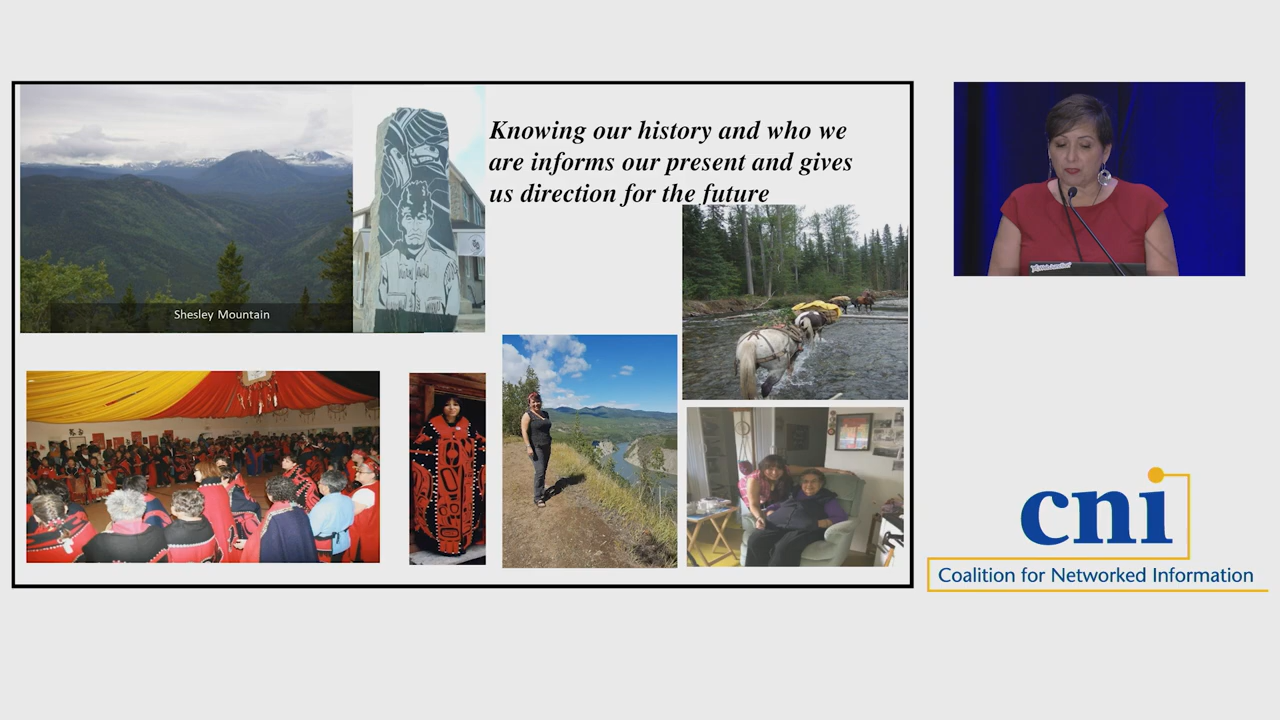 Knowing our history and who we
are informs our present and gives
us direction for the future
Shesley Mountain
cni
Coalition for Networked Information